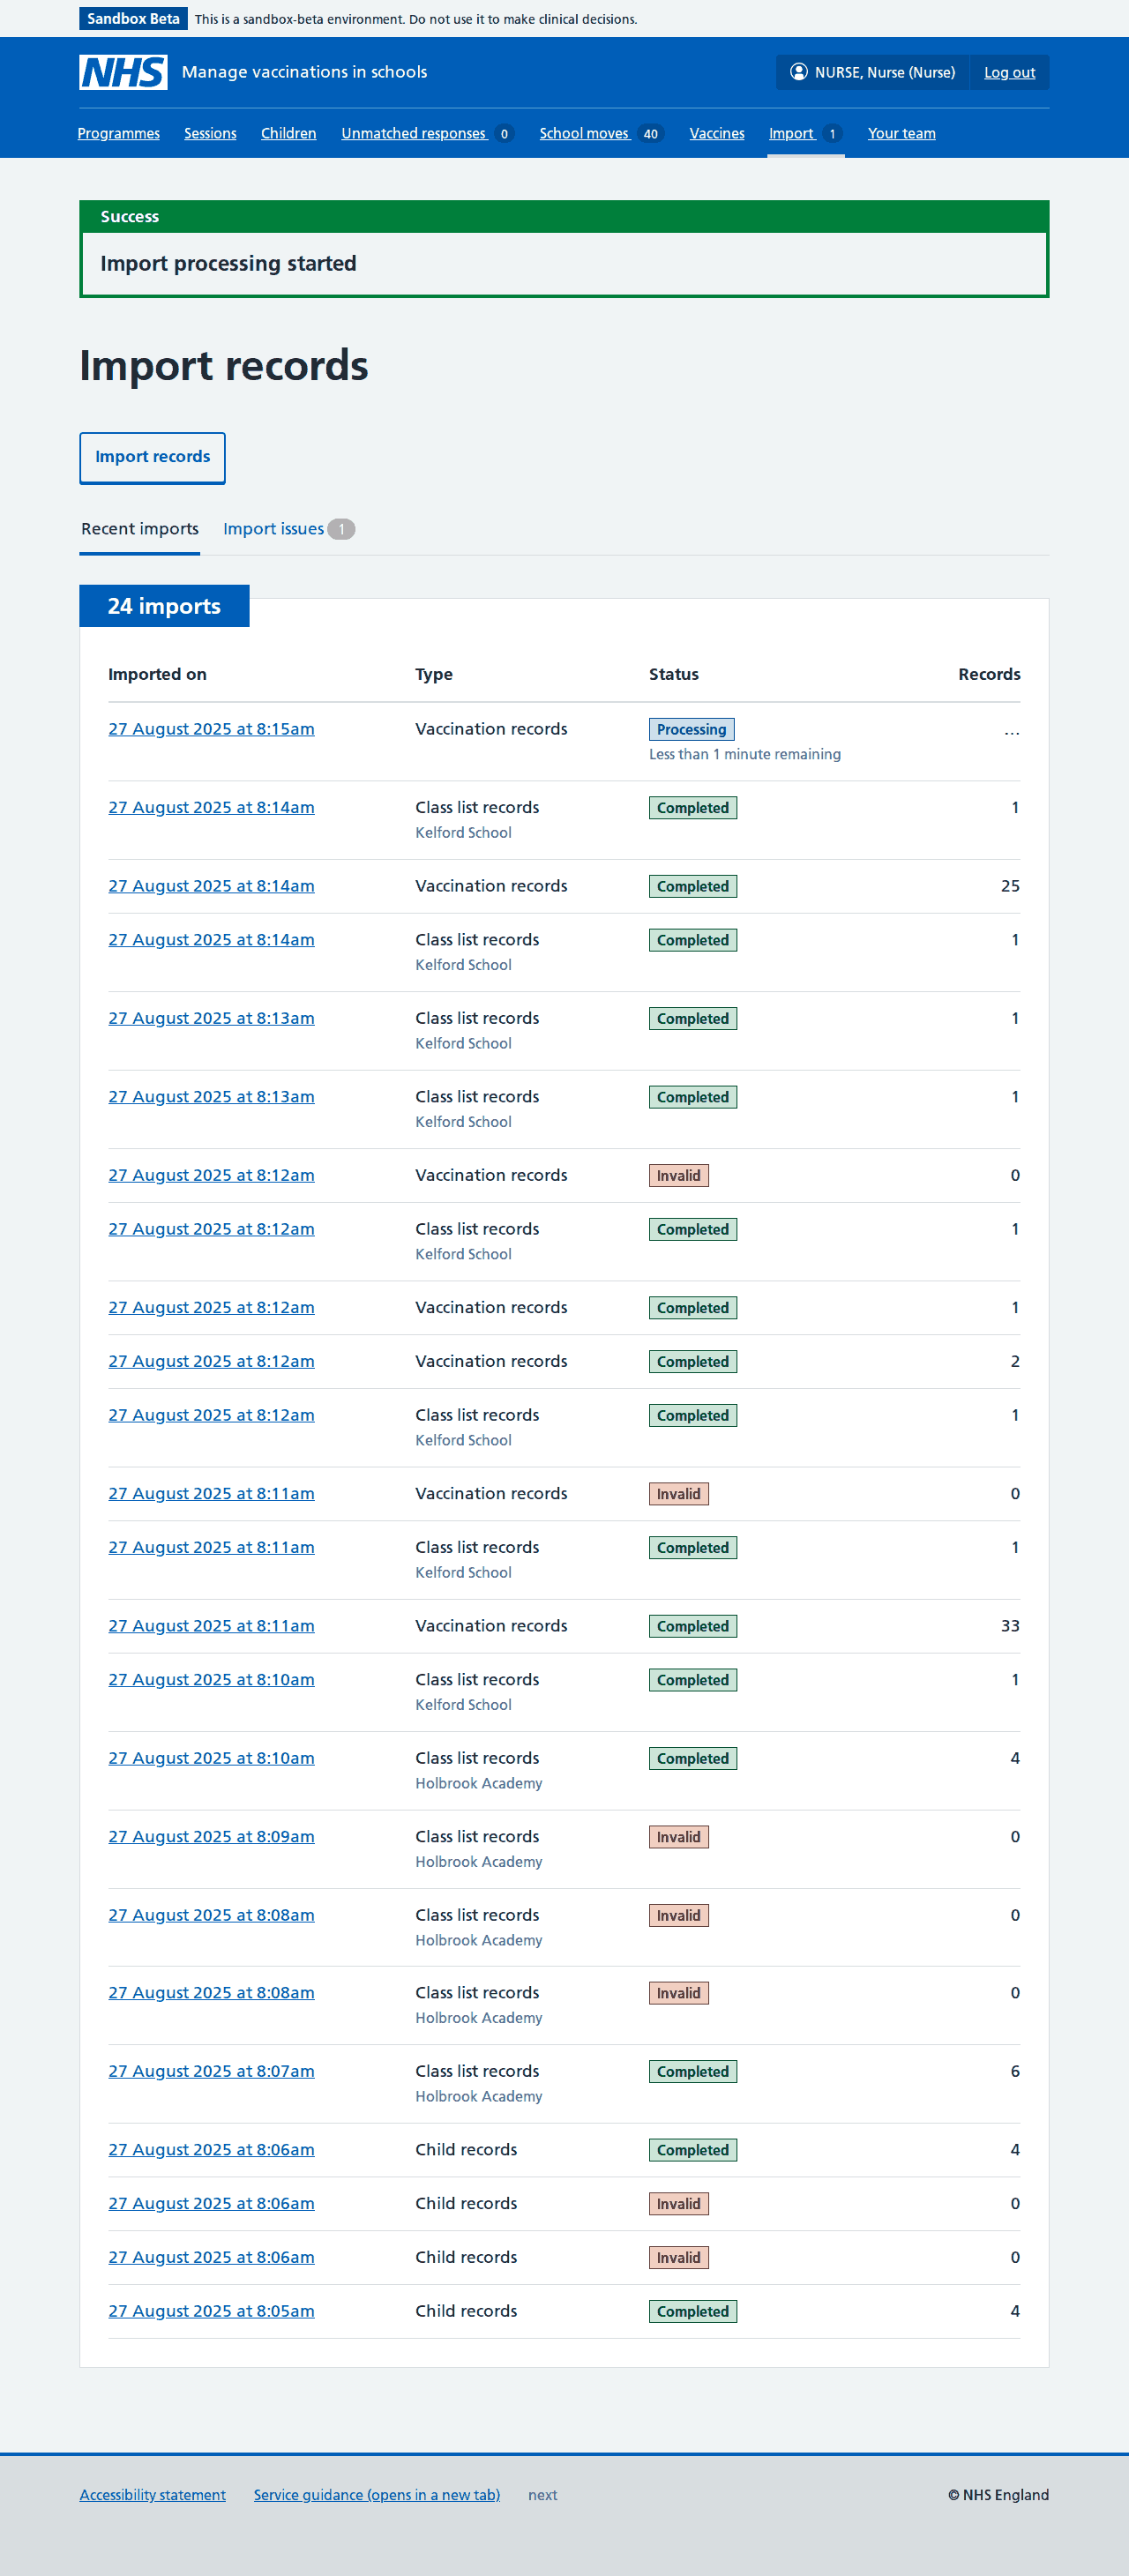 Sandbox Beta This is a sandbox-beta environment. Do not use it to make clinical decisions.
NHS Manage vaccinations in schools NURSE, Nurse (Nurse) Log out
Programmes Sessions Children Unmatched responses 0 School moves 40 Vaccines Import 1 Your team
Success
Import processing started
Import records
Import records
Recent imports Import issues 1
24 imports
Imported on Type Status Records
27 August 2025 at 8:15am Vaccination records Processing …
Less than 1 minute remaining
27 August 2025 at 8:14am Class list records Completed 1
Kelford School
27 August 2025 at 8:14am Vaccination records Completed 25
27 August 2025 at 8:14am Class list records Completed 1
Kelford School
27 August 2025 at 8:13am Class list records Completed 1
Kelford School
27 August 2025 at 8:13am Class list records Completed 1
Kelford School
27 August 2025 at 8:12am Vaccination records Invalid 0
27 August 2025 at 8:12am Class list records Completed 1
Kelford School
27 August 2025 at 8:12am Vaccination records Completed 1
27 August 2025 at 8:12am Vaccination records Completed 2
27 August 2025 at 8:12am Class list records Completed 1
Kelford School
27 August 2025 at 8:11am Vaccination records Invalid 0
27 August 2025 at 8:11am Class list records Completed 1
Kelford School
27 August 2025 at 8:11am Vaccination records Completed 33
27 August 2025 at 8:10am Class list records Completed 1
Kelford School
27 August 2025 at 8:10am Class list records Completed 4
Holbrook Academy
27 August 2025 at 8:09am Class list records Invalid 0
Holbrook Academy
27 August 2025 at 8:08am Class list records Invalid 0
Holbrook Academy
27 August 2025 at 8:08am Class list records Invalid 0
Holbrook Academy
27 August 2025 at 8:07am Class list records Completed 6
Holbrook Academy
27 August 2025 at 8:06am Child records Completed 4
27 August 2025 at 8:06am Child records Invalid 0
27 August 2025 at 8:06am Child records Invalid 0
27 August 2025 at 8:05am Child records Completed 4
Accessibility statement Service guidance (opens in a new tab) next © NHS England